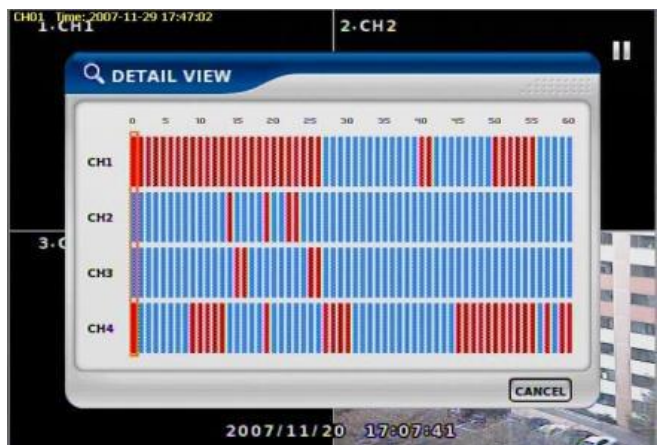 CH01 Time: 2007-11-29 17:47:02
1.CH1 2.CH2
DETAIL VIEW
0 5 10 15 20 25 30 35 40 45 50 55 60
CH1
CH2
3.C
CH3
CH4
CANCEL
2007/11/20 17:07:41